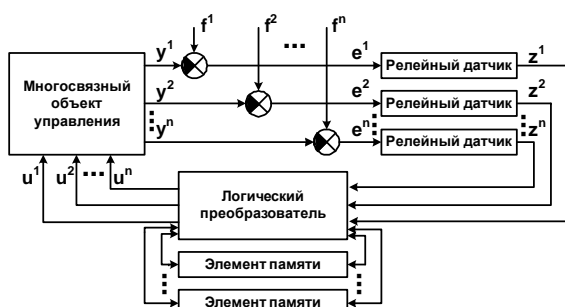 f¹ f² ... fⁿ
y¹ e¹ Релейный датчик z¹
Многосвязный
объект
управления
y² e² Релейный датчик z²
yⁿ eⁿ Релейный датчик zⁿ
u¹ u² ... uⁿ
Логический
преобразователь
Элемент памяти
Элемент памяти